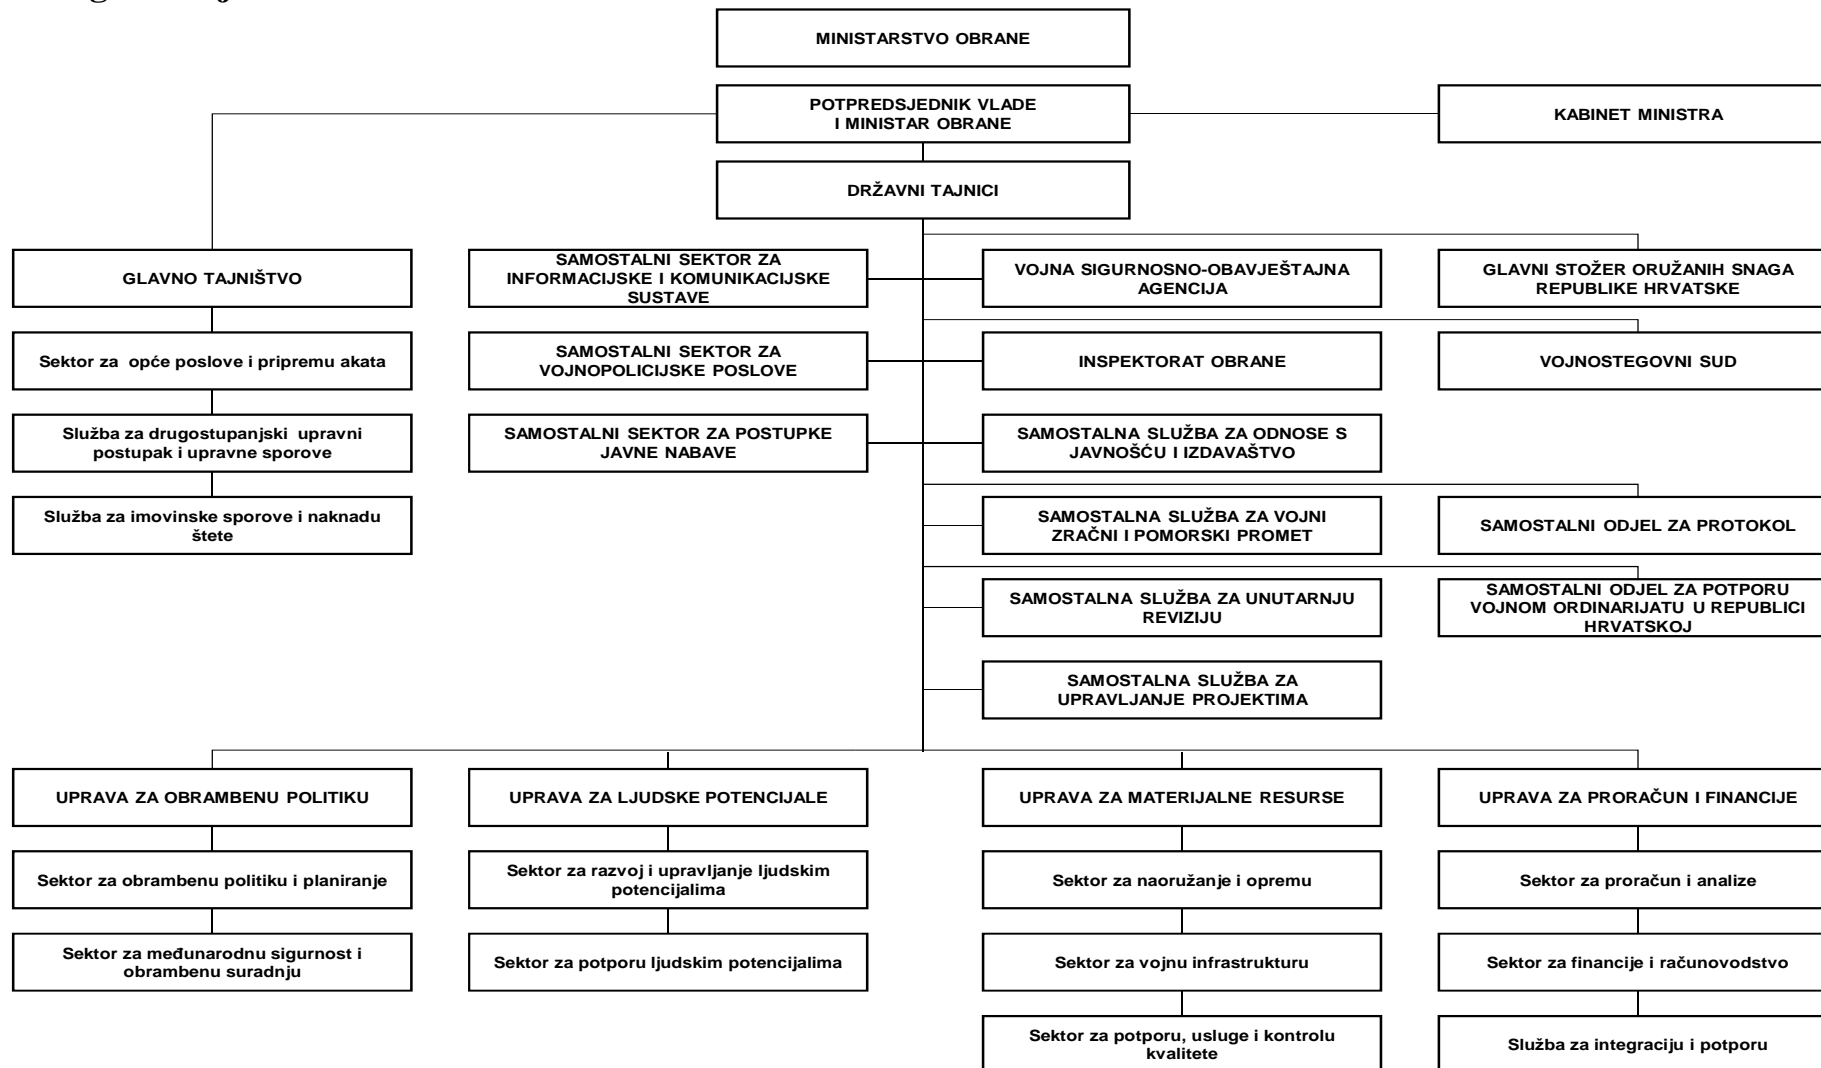 MINISTARSTVO OBRANE
POTPREDSJEDNIK VLADE
I MINISTAR OBRANE
KABINET MINISTRA
DRŽAVNI TAJNICI
GLAVNO TAJNIŠTVO
SAMOSTALNI SEKTOR ZA
INFORMACIJSKE I KOMUNIKACIJSKE
SUSTAVE
VOJNA SIGURNOSNO-OBAVJEŠTAJNA
AGENCIJA
GLAVNI STOŽER ORUŽANIH SNAGA
REPUBLIKE HRVATSKE
Sektor za opće poslove i pripremu akata
SAMOSTALNI SEKTOR ZA
VOJNOPOLICIJSKE POSLOVE
INSPEKTORAT OBRANE
VOJNOSTEGOVNI SUD
Služba za drugostupanjski upravni
postupak i upravne sporove
SAMOSTALNI SEKTOR ZA POSTUPKE
JAVNE NABAVE
SAMOSTALNA SLUŽBA ZA ODNOSE S
JAVNOŠĆU I IZDAVAŠTVO
Služba za imovinske sporove i naknadu
štete
SAMOSTALNA SLUŽBA ZA VOJNI
ZRAČNI I POMORSKI PROMET
SAMOSTALNI ODJEL ZA PROTOKOL
SAMOSTALNA SLUŽBA ZA UNUTARNJU
REVIZIJU
SAMOSTALNI ODJEL ZA POTPORU
VOJNOM ORDINARIJATU U REPUBLICI
HRVATSKOJ
SAMOSTALNA SLUŽBA ZA
UPRAVLJANJE PROJEKTIMA
UPRAVA ZA OBRAMBENU POLITIKU
UPRAVA ZA LJUDSKE POTENCIJALE
UPRAVA ZA MATERIJALNE RESURSE
UPRAVA ZA PRORAČUN I FINANCIJE
Sektor za obrambenu politiku i planiranje
Sektor za razvoj i upravljanje ljudskim
potencijalima
Sektor za naoružanje i opremu
Sektor za proračun i analize
Sektor za međunarodnu sigurnost i
obrambenu suradnju
Sektor za potporu ljudskim potencijalima
Sektor za vojnu infrastrukturu
Sektor za financije i računovodstvo
Sektor za potporu, usluge i kontrolu
kvalitete
Služba za integraciju i potporu